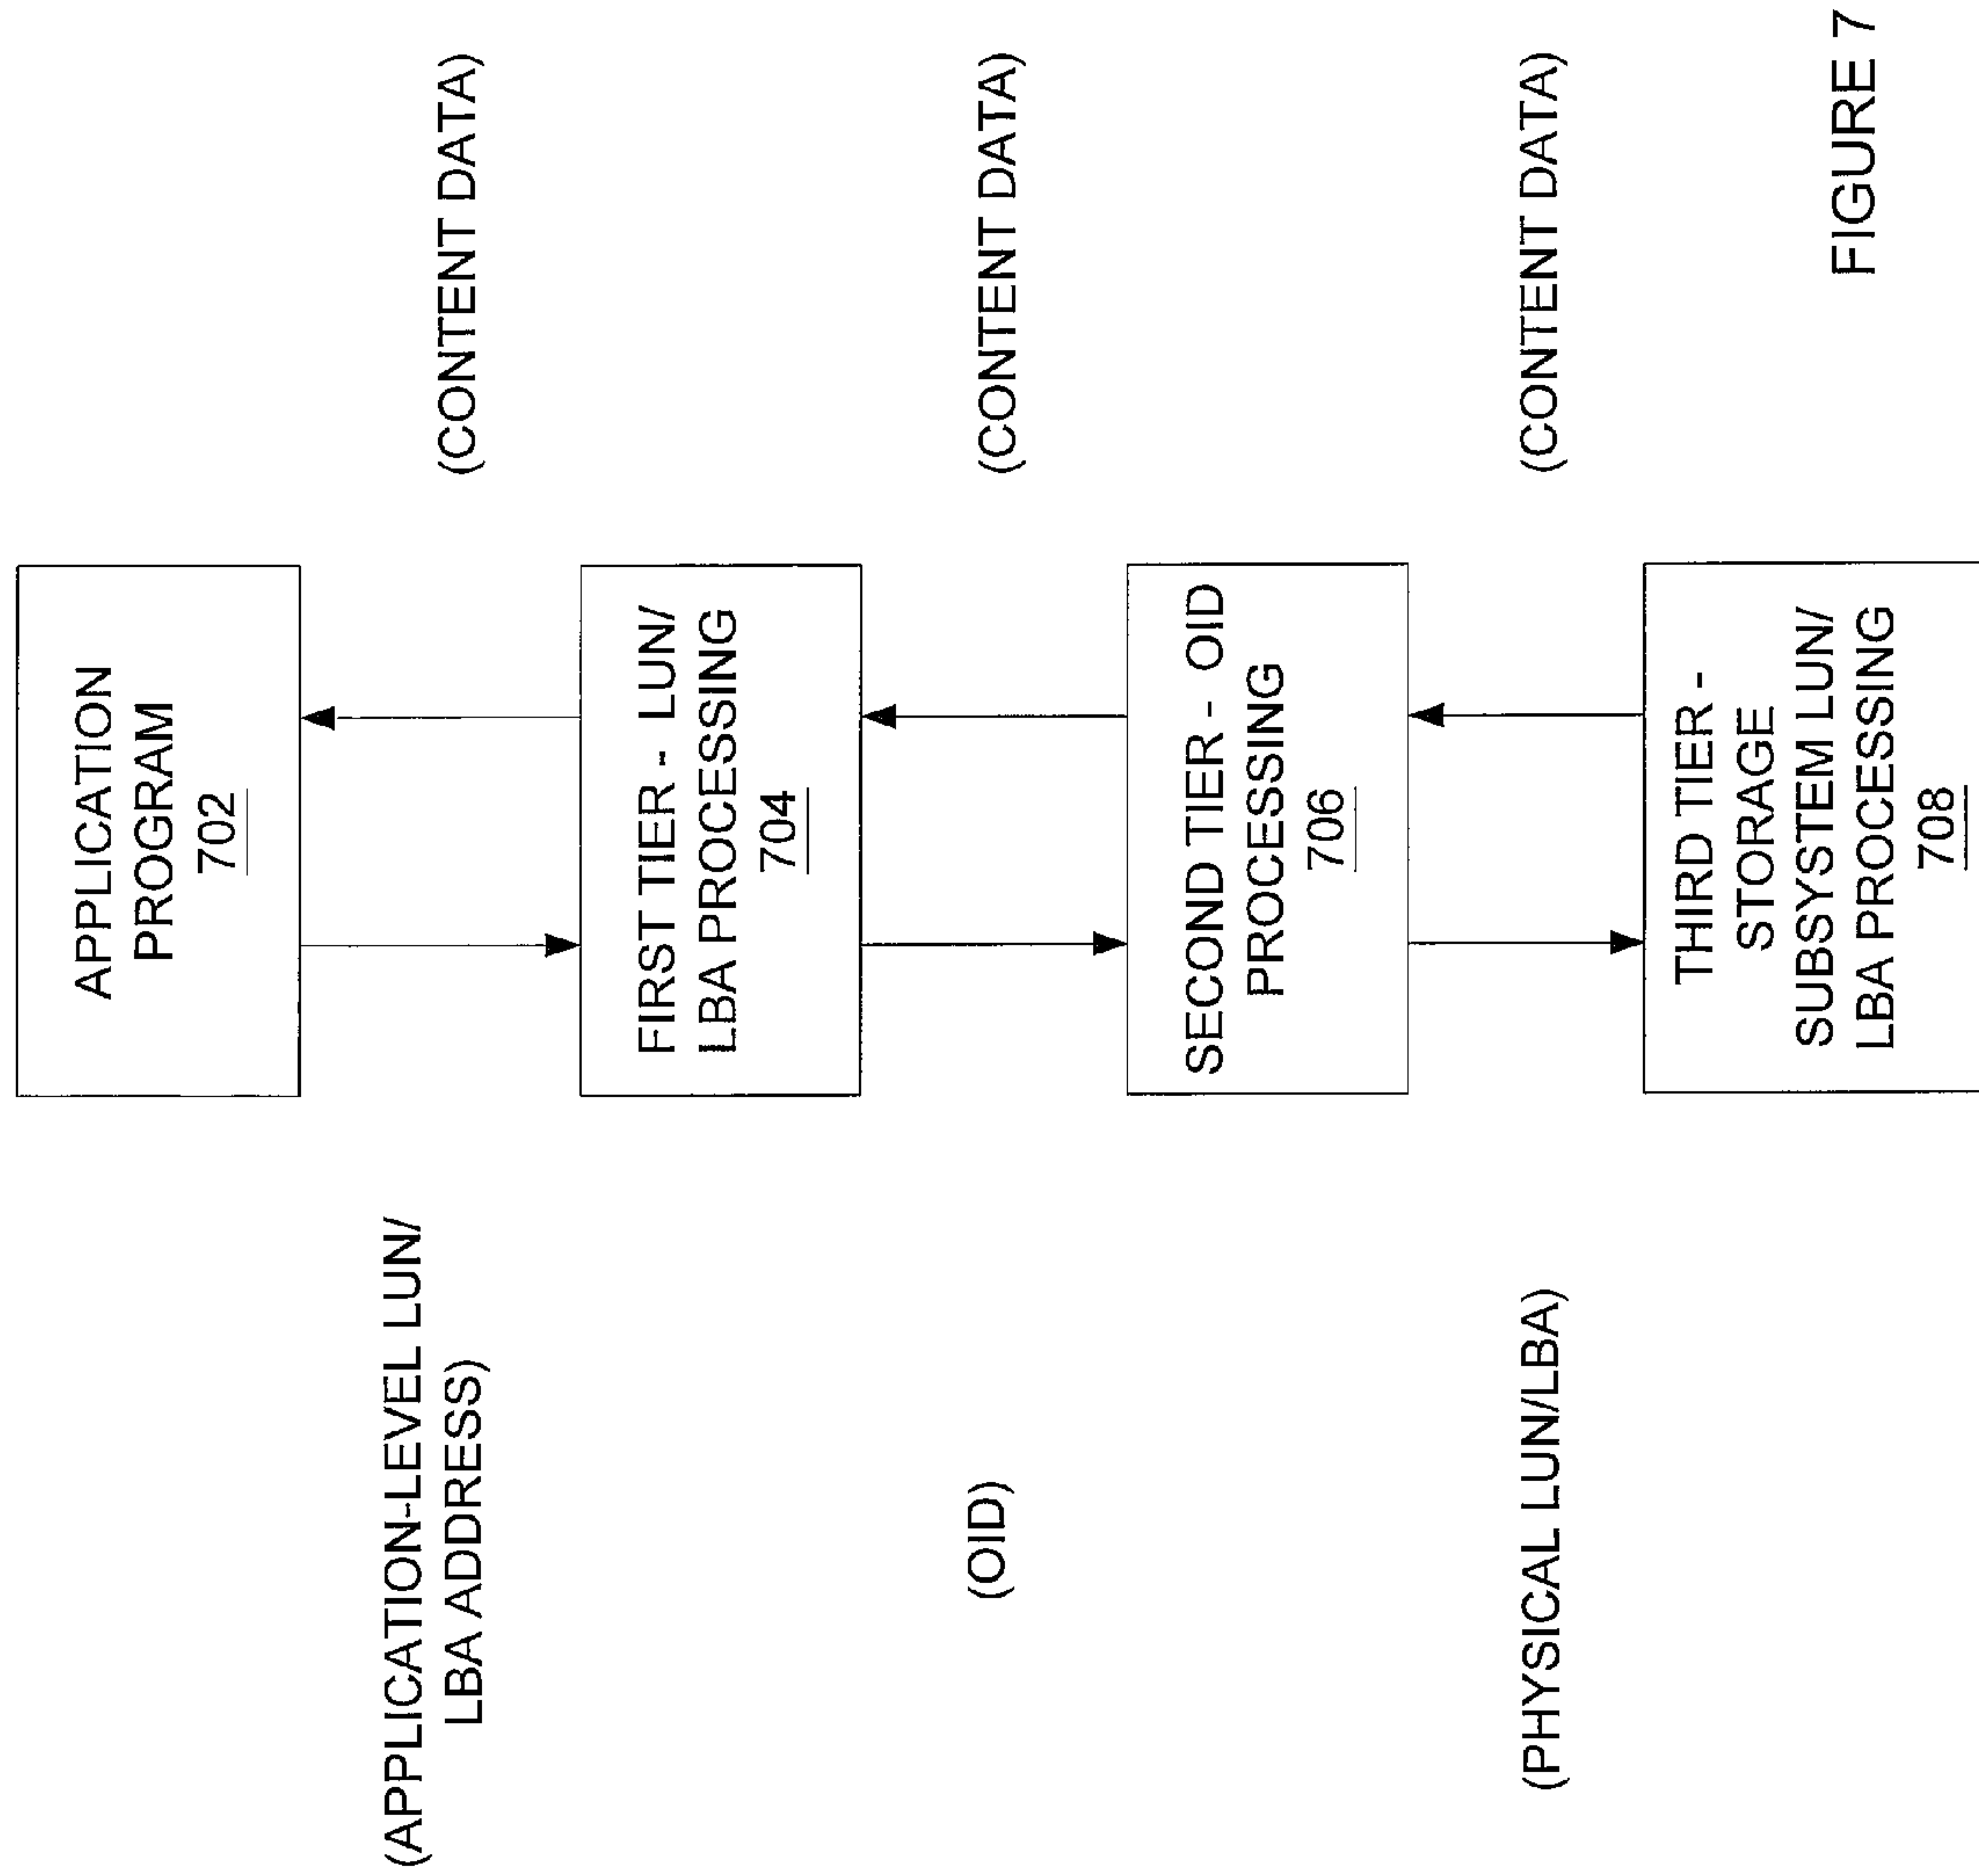 APPLICATION
PROGRAM
702
(APPLICATION-LEVEL LUN/
LBA ADDRESS)
(CONTENT DATA)
FIRST TIER - LUN/
LBA PROCESSING
704
(OID)
(CONTENT DATA)
SECOND TIER - OID
PROCESSING
706
(PHYSICAL LUN/LBA)
(CONTENT DATA)
THIRD TIER -
STORAGE
SUBSYSTEM LUN/
LBA PROCESSING
708
FIGURE 7